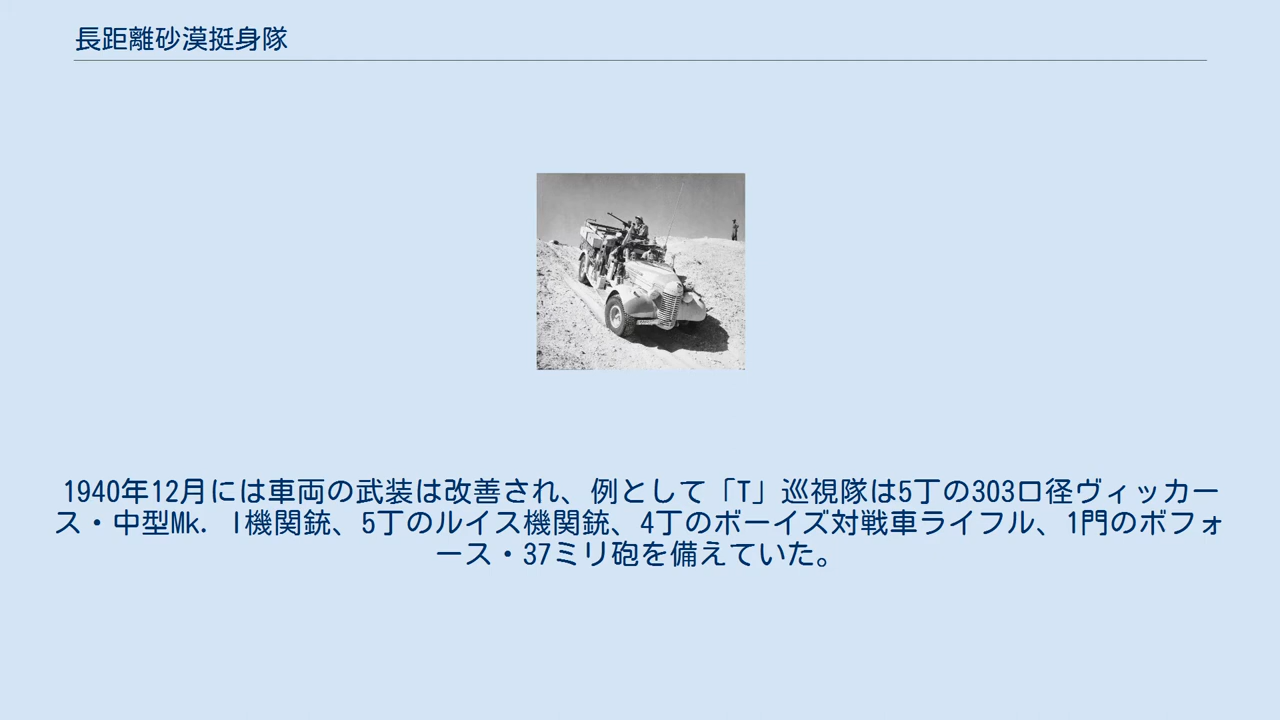 長距離砂漠挺身隊
1940年12月には車両の武装は改善され、例として「T」巡視隊は5丁の303口径ヴィッカー
ス・中型Mk. I機関銃、5丁のルイス機関銃、4丁のボーイズ対戦車ライフル、1門のボフォ
ース・37ミリ砲を備えていた。